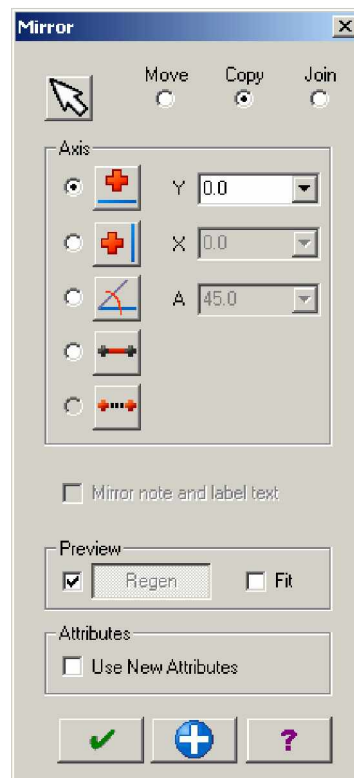 Mirror
Move Copy Join
Axis
Y 0.0
X 0.0
A 45.0
Mirror note and label text
Preview
Regen Fit
Attributes
Use New Attributes
?